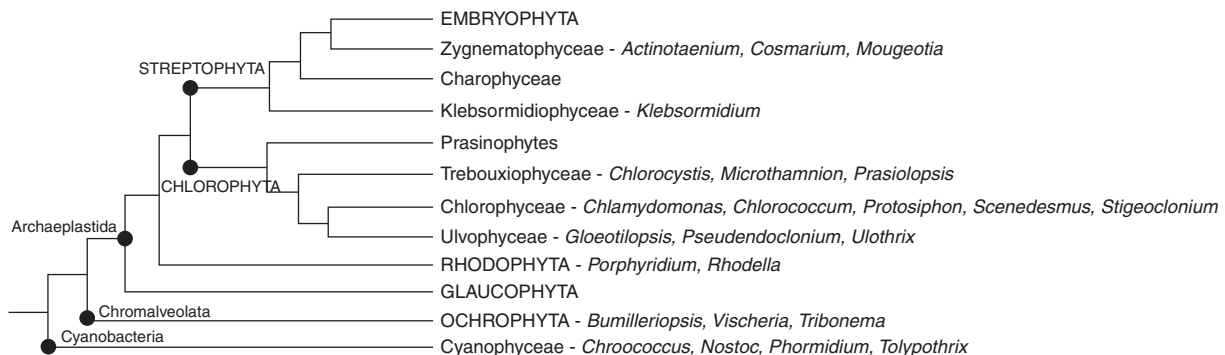 EMBRYOPHYTA
Zygnematophyceae - Actinotaenium, Cosmarium, Mougeotia
STREPTOPHYTA
Charophyceae
Klebsormidiophyceae - Klebsormidium
Prasinophytes
Trebouxiophyceae - Chlorocystis, Microthamnion, Prasiolopsis
CHLOROPHYTA
Chlorophyceae - Chlamydomonas, Chlorococcum, Protosiphon, Scenedesmus, Stigeoclonium
Archaeplastida
Ulvophyceae - Gloeotilopsis, Pseudendoclonium, Ulothrix
RHODOPHYTA - Porphyridium, Rhodella
GLAUCOPHYTA
Chromalveolata
OCHROPHYTA - Bumilleriopsis, Vischeria, Tribonema
Cyanobacteria
Cyanophyceae - Chroococcus, Nostoc, Phormidium, Tolypothrix